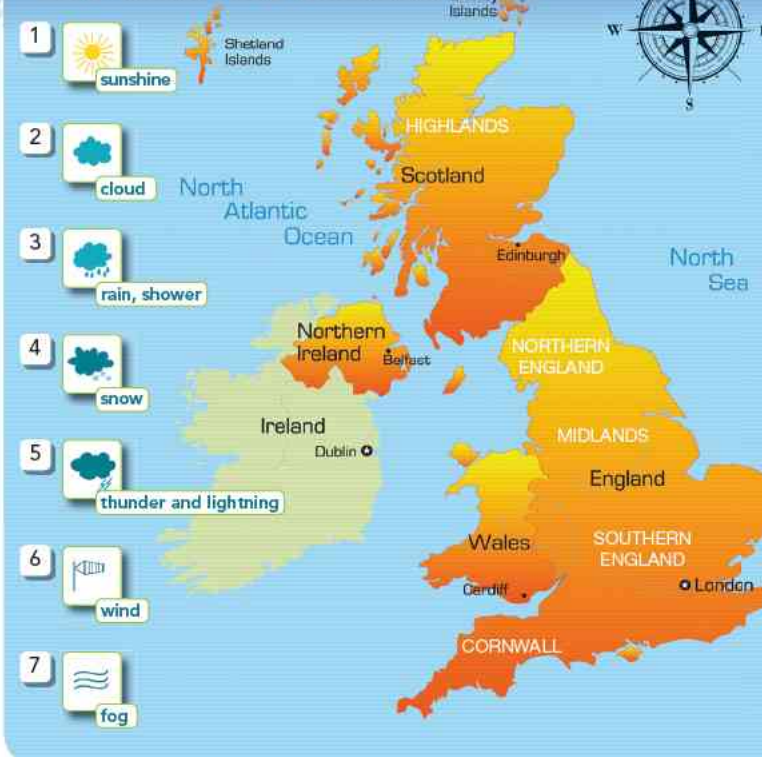 1
sunshine
2
cloud
3
rain, shower
4
snow
5
thunder and lightning
6
wind
7
fog
Islands
Shetland
Islands
W
S
HIGHLANDS
Scotland
North
Atlantic
Ocean
Edinburgh
North
Sea
Northern
Ireland
Belfast
NORTHERN
ENGLAND
Ireland
Dublin
MIDLANDS
England
Wales
SOUTHERN
ENGLAND
Cardiff
London
CORNWALL